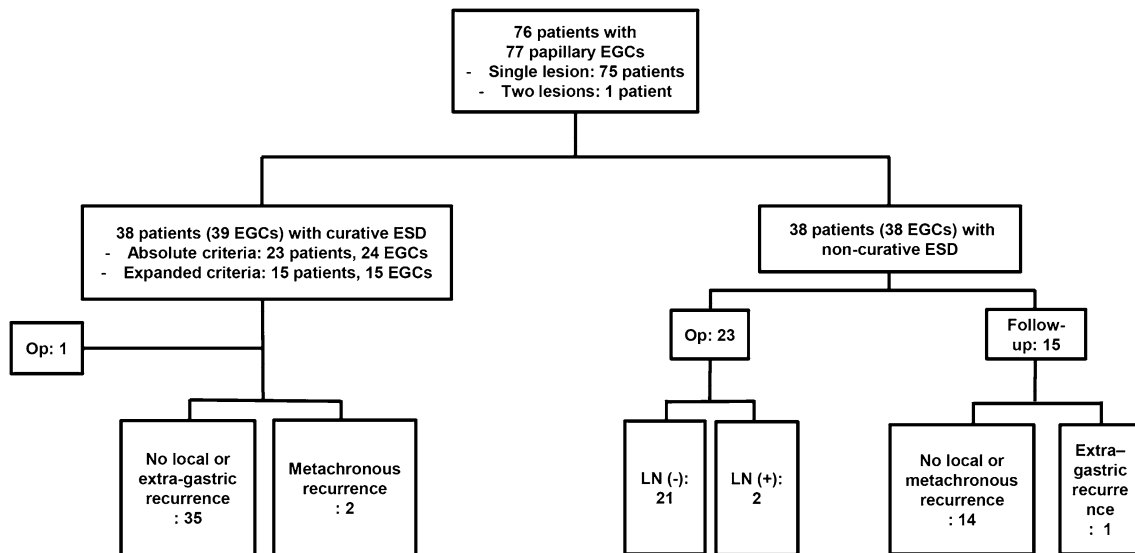 76 patients with
77 papillary EGCs
- Single lesion: 75 patients
- Two lesions: 1 patient
38 patients (39 EGCs) with curative ESD
- Absolute criteria: 23 patients, 24 EGCs
- Expanded criteria: 15 patients, 15 EGCs
38 patients (38 EGCs) with
non-curative ESD
Op: 1
Op: 23
Follow-
up: 15
No local or
extra-gastric
recurrence
: 35
Metachronous
recurrence
: 2
LN (-):
21
LN (+):
2
No local or
metachronous
recurrence
: 14
Extra–
gastric
recurre
nce
: 1